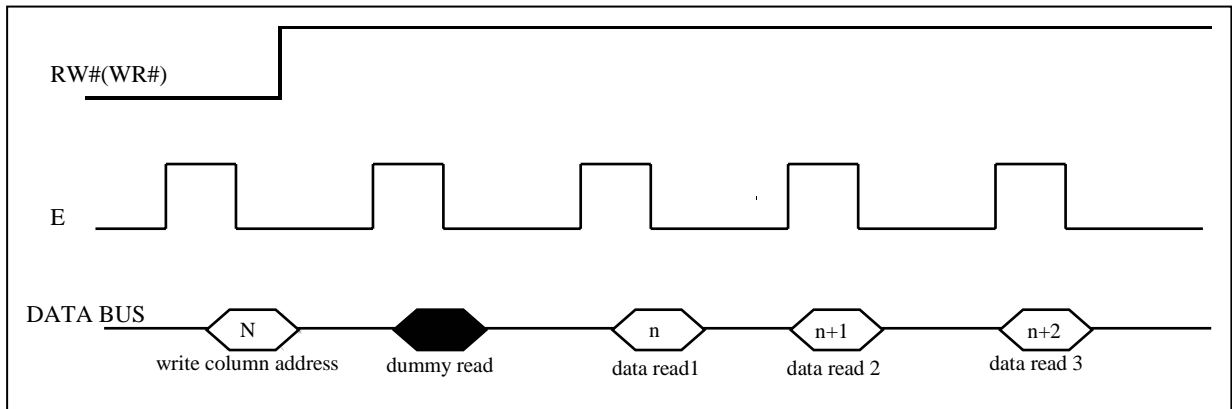 RW#(WR#)
E
DATA BUS
N
n
n+1
n+2
write column address
dummy read
data read1
data read 2
data read 3